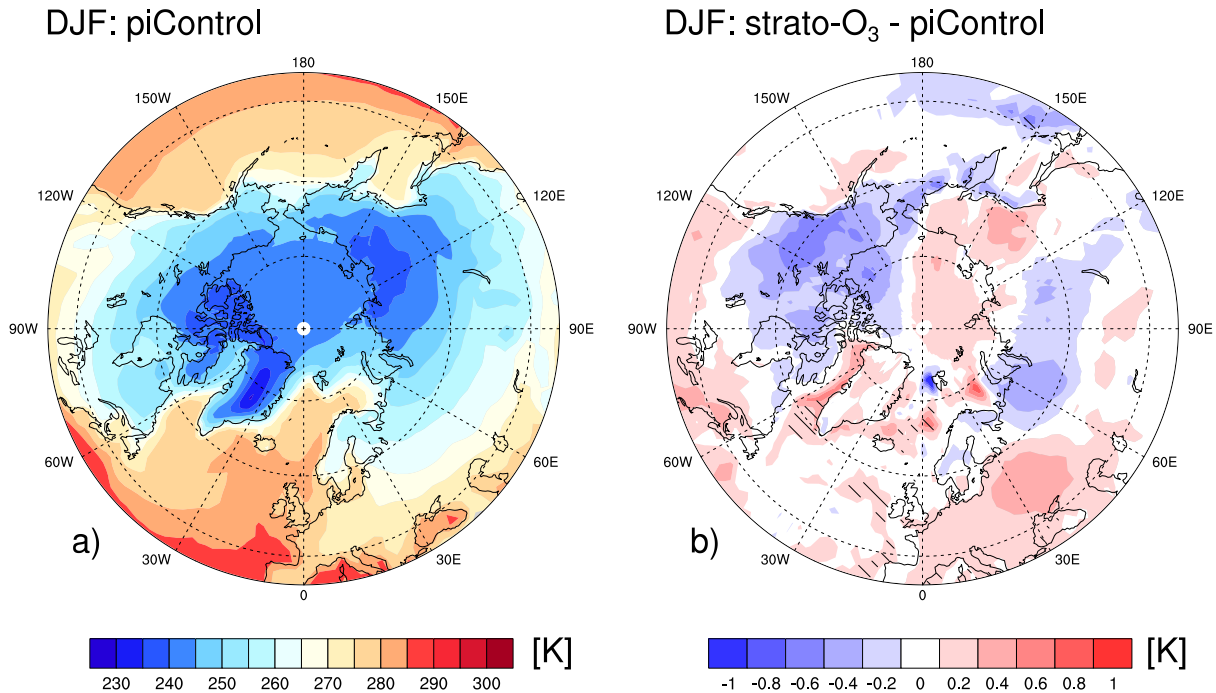 DJF: piControl
DJF: strato-O₃ - piControl
180
150W
150E
120W
120E
90W
90E
60W
60E
30W
30E
0
a)
180
150W
150E
120W
120E
90W
90E
60W
60E
30W
30E
0
b)
230 240 250 260 270 280 290 300
[K]
-1 -0.8 -0.6 -0.4 -0.2 0 0.2 0.4 0.6 0.8 1
[K]